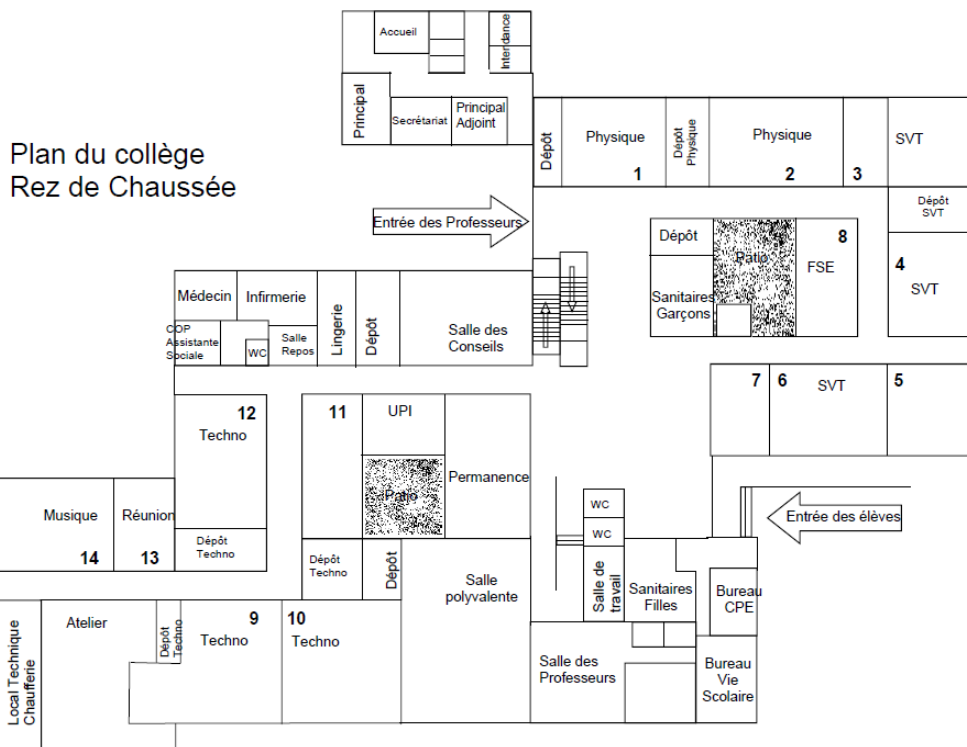 Plan du collège
Rez de Chaussée
Accueil
Intendance
Principal
Secrétariat
Principal
Adjoint
Dépôt
Physique
1
Dépôt
Physique
Physique
2
3
SVT
Dépôt
SVT
Entrée des Professeurs
Dépôt
Patio
8
FSE
4
SVT
Sanitaires
Garçons
Médecin
Infirmerie
Lingerie
Dépôt
Salle des
Conseils
COP
Assistante
Sociale
WC
Salle
Repos
7
6
SVT
5
12
Techno
11
UPI
Patio
Permanence
Musique
14
Réunion
13
Dépôt
Techno
WC
WC
Entrée des élèves
Dépôt
Techno
Dépôt
Salle
polyvalente
Salle de
travail
Sanitaires
Filles
Bureau
CPE
Local Technique
Chaufferie
Atelier
Dépôt
Techno
9
Techno
10
Techno
Salle des
Professeurs
Bureau
Vie
Scolaire